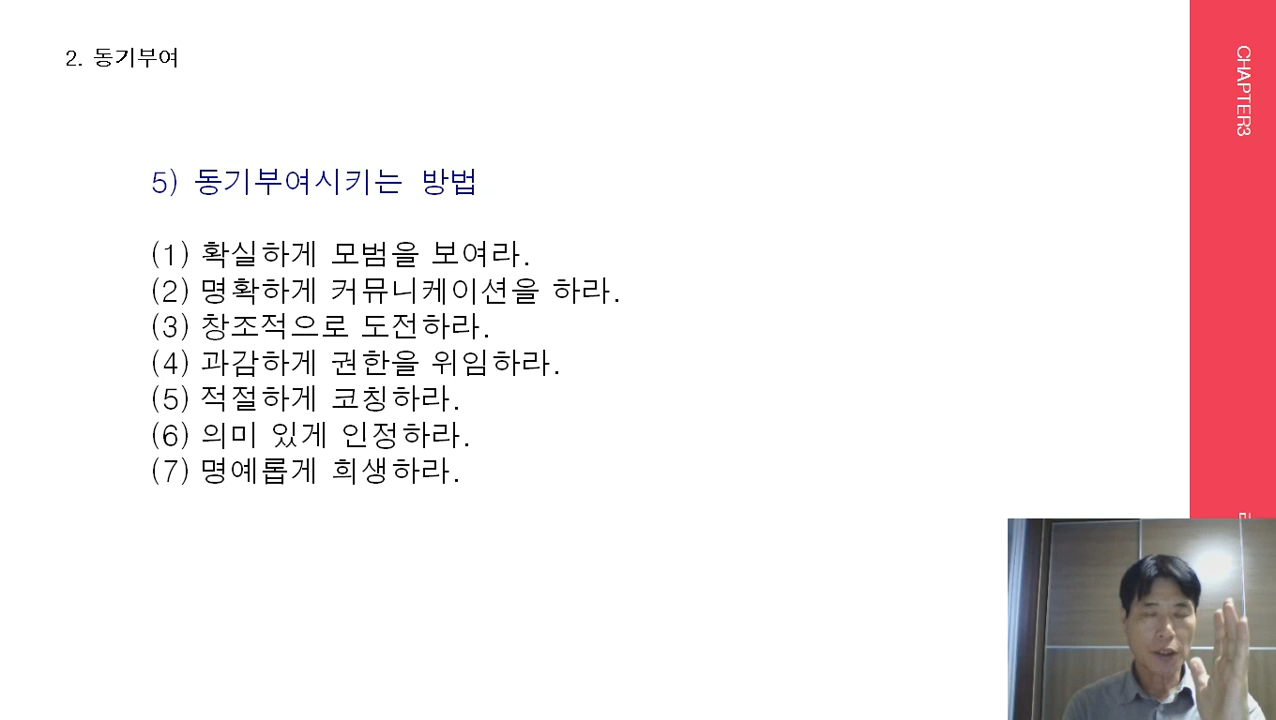 2. 동기부여
CHAPTER3
5) 동기부여시키는 방법
(1) 확실하게 모범을 보여라.
(2) 명확하게 커뮤니케이션을 하라.
(3) 창조적으로 도전하라.
(4) 과감하게 권한을 위임하라.
(5) 적절하게 코칭하라.
(6) 의미 있게 인정하라.
(7) 명예롭게 희생하라.